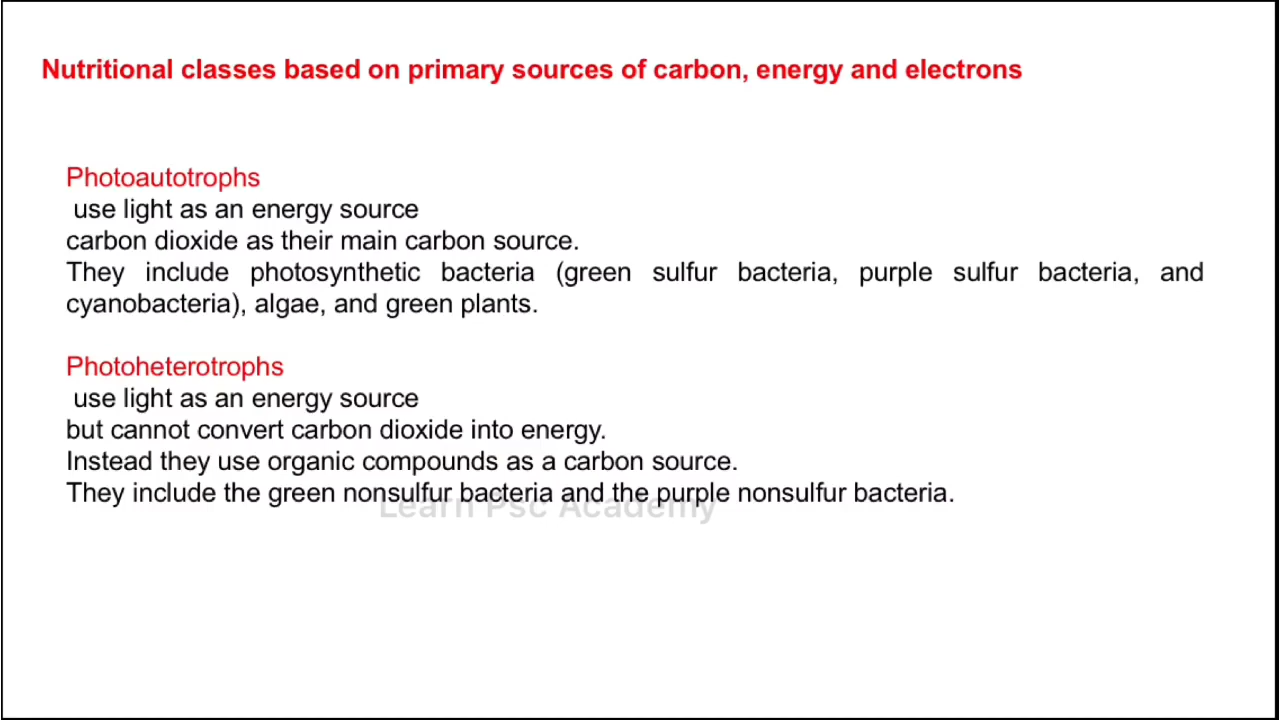 Nutritional classes based on primary sources of carbon, energy and electrons
Photoautotrophs
use light as an energy source
carbon dioxide as their main carbon source.
They include photosynthetic bacteria (green sulfur bacteria, purple sulfur bacteria, and
cyanobacteria), algae, and green plants.
Photoheterotrophs
use light as an energy source
but cannot convert carbon dioxide into energy.
Instead they use organic compounds as a carbon source.
They include the green nonsulfur bacteria and the purple nonsulfur bacteria.
Learn Psc Academy